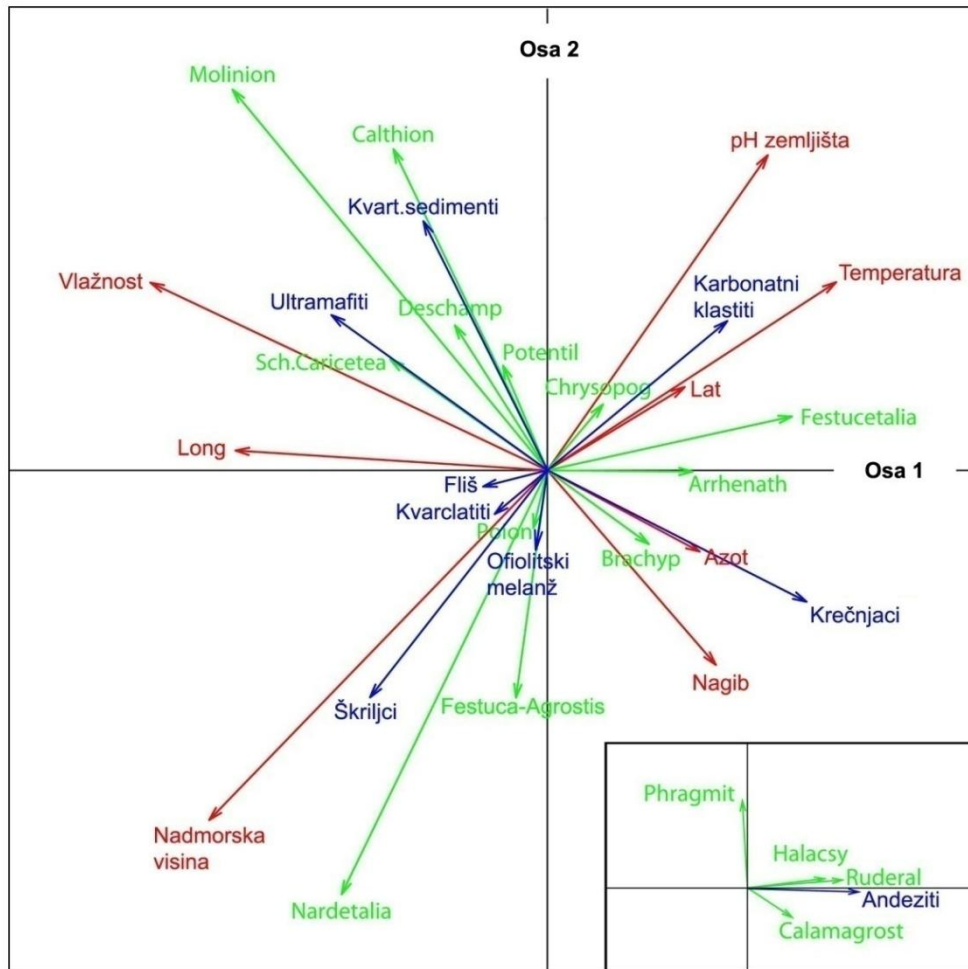 Osa 2
Molinion
Calthion
pH zemljišta
Kvart.sedimenti
Vlažnost
Temperatura
Karbonatni
klastiti
Ultramafiti
Deschamp
Sch.Caricetea
Potentil
Chrysopog
Lat
Festucetalia
Long
Osa 1
Fliš
Arrhenath
Kvarclatiti
Poion
Ofiolitski
melanž
Brachyp
Azot
Krečnjaci
Nagib
Škriljci
Festuca-Agrostis
Nadmorska
visina
Nardetalia
Phragmit
Halacsy
Ruderal
Andeziti
Calamagrost